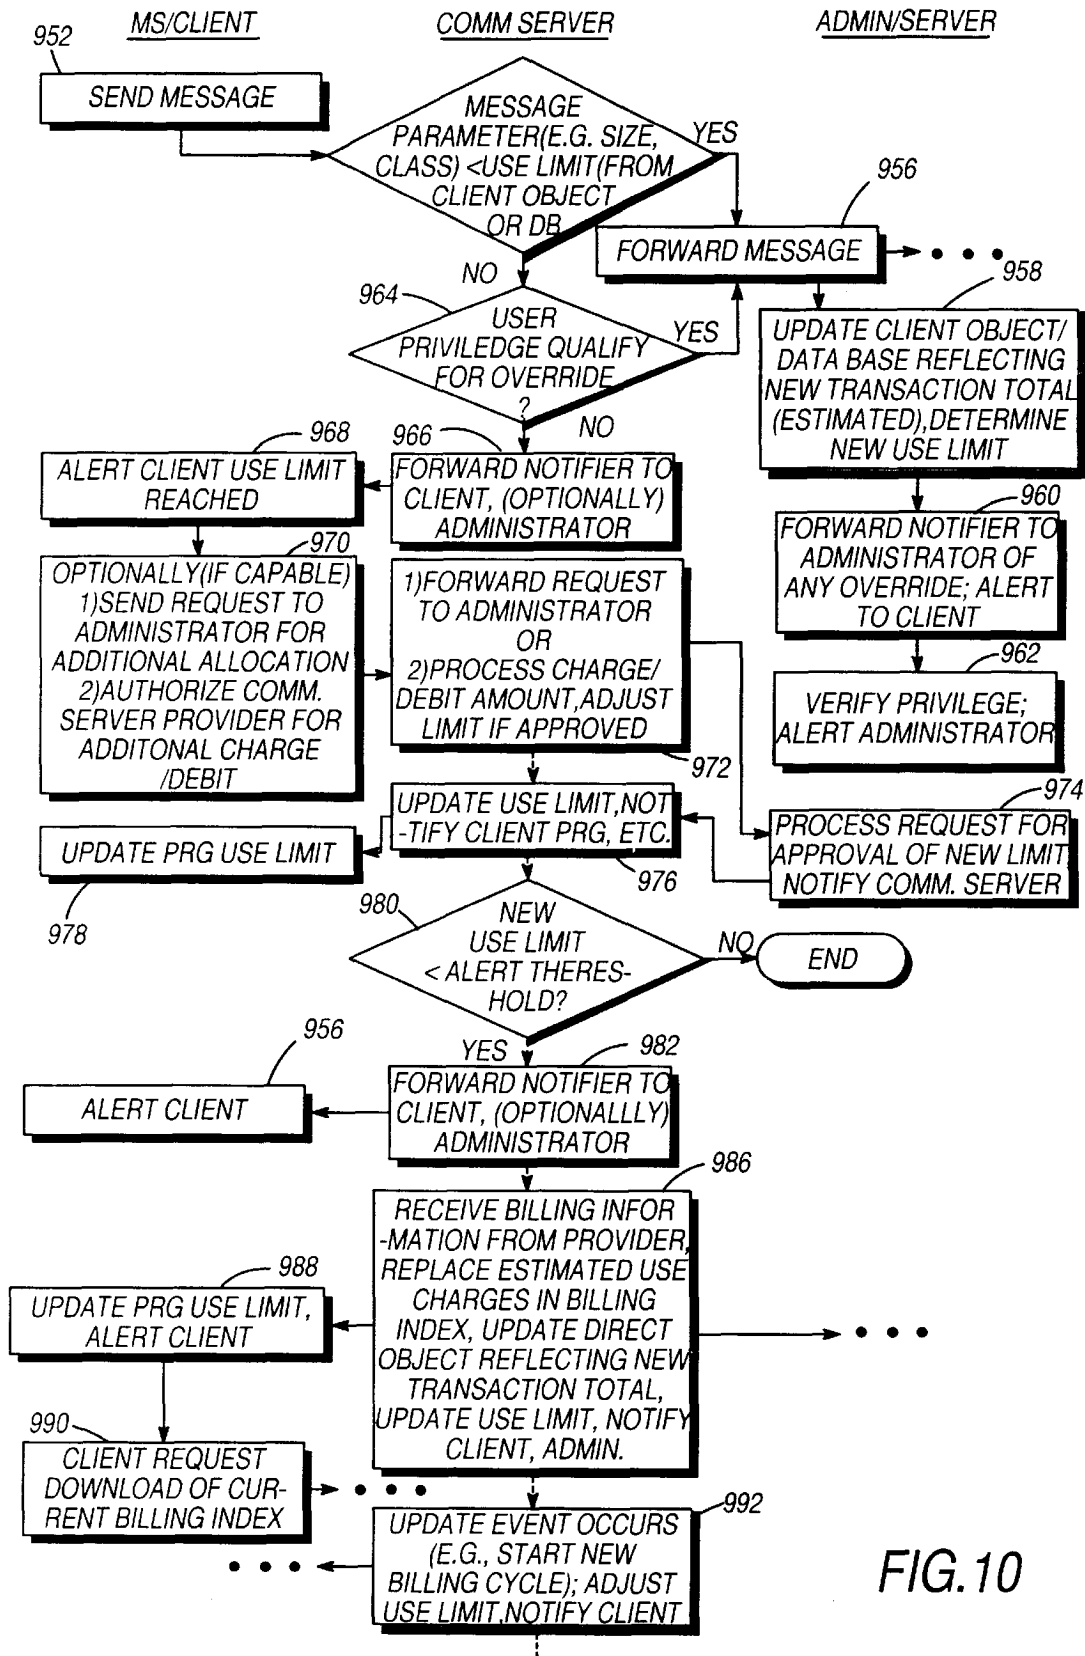 MS/CLIENT
COMM SERVER
ADMIN/SERVER
952
SEND MESSAGE
MESSAGE
PARAMETER(E.G. SIZE,
CLASS) <USE LIMIT(FROM
CLIENT OBJECT
OR DB
YES
956
FORWARD MESSAGE
• • •
NO
964
USER
PRIVILEDGE QUALIFY
FOR OVERRIDE
?
YES
NO
958
UPDATE CLIENT OBJECT/
DATA BASE REFLECTING
NEW TRANSACTION TOTAL
(ESTIMATED),DETERMINE
NEW USE LIMIT
968
ALERT CLIENT USE LIMIT
REACHED
966
FORWARD NOTIFIER TO
CLIENT, (OPTIONALLY)
ADMINISTRATOR
960
FORWARD NOTIFIER TO
ADMINISTRATOR OF
ANY OVERRIDE; ALERT
TO CLIENT
970
OPTIONALLY(IF CAPABLE)
1)SEND REQUEST TO
ADMINISTRATOR FOR
ADDITIONAL ALLOCATION
2)AUTHORIZE COMM.
SERVER PROVIDER FOR
ADDITONAL CHARGE
/DEBIT
1)FORWARD REQUEST
TO ADMINISTRATOR
OR
2)PROCESS CHARGE/
DEBIT AMOUNT,ADJUST
LIMIT IF APPROVED
972
962
VERIFY PRIVILEGE;
ALERT ADMINISTRATOR
974
PROCESS REQUEST FOR
APPROVAL OF NEW LIMIT
NOTIFY COMM. SERVER
UPDATE USE LIMIT,NOT
-TIFY CLIENT PRG, ETC.
976
UPDATE PRG USE LIMIT
978
980
NEW
USE LIMIT
< ALERT THERES-
HOLD?
NO
END
YES
956
ALERT CLIENT
982
FORWARD NOTIFIER TO
CLIENT, (OPTIONALLLY)
ADMINISTRATOR
986
RECEIVE BILLING INFOR
-MATION FROM PROVIDER,
REPLACE ESTIMATED USE
CHARGES IN BILLING
INDEX, UPDATE DIRECT
OBJECT REFLECTING NEW
TRANSACTION TOTAL,
UPDATE USE LIMIT, NOTIFY
CLIENT, ADMIN.
• • •
988
UPDATE PRG USE LIMIT,
ALERT CLIENT
990
CLIENT REQUEST
DOWNLOAD OF CUR-
RENT BILLING INDEX
• • •
992
UPDATE EVENT OCCURS
(E.G., START NEW
BILLING CYCLE); ADJUST
USE LIMIT,NOTIFY CLIENT
• • •
FIG.10